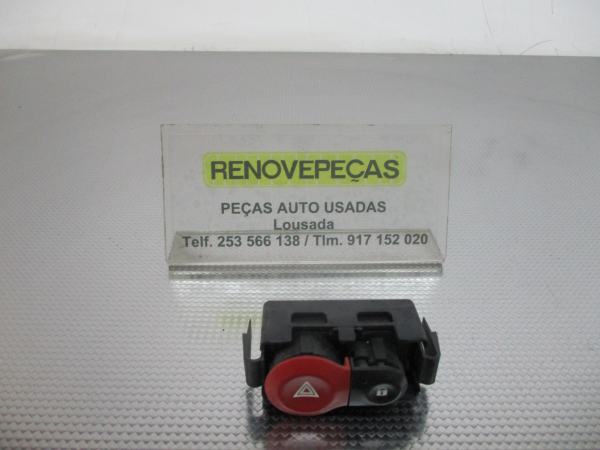 RENOVEPEÇAS
PEÇAS AUTO USADAS
Lousada
Telf. 253 566 138 / Tlm. 917 152 020